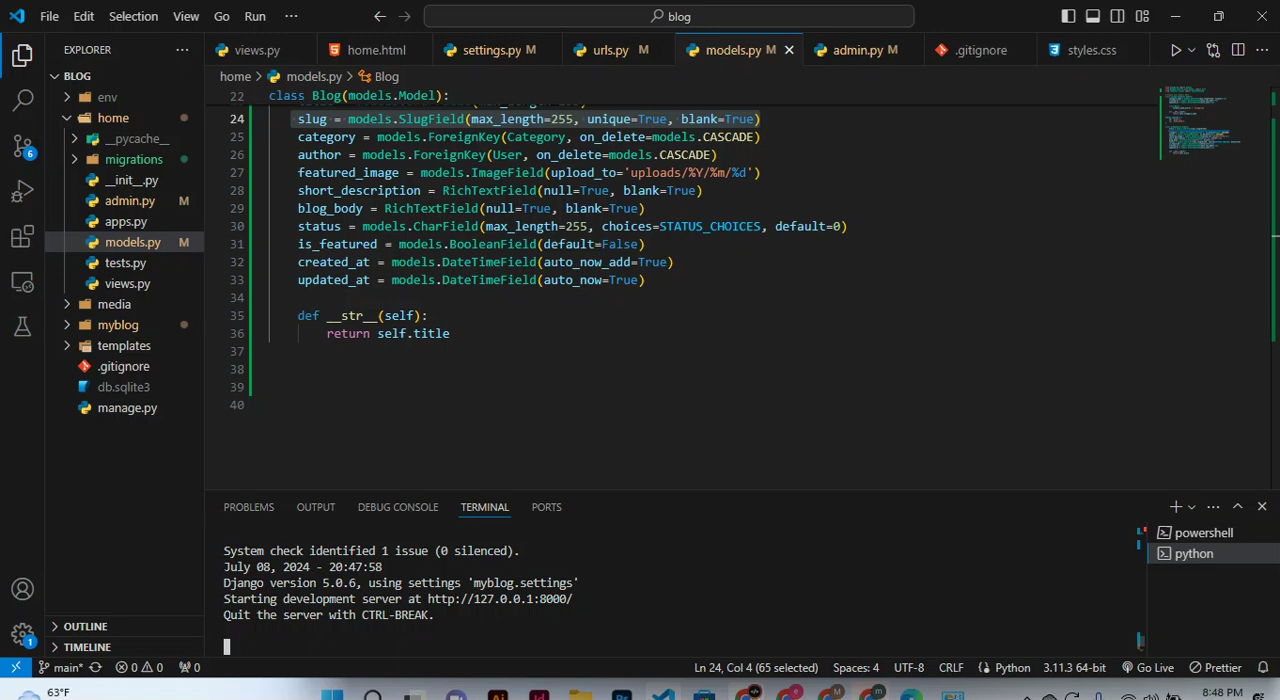 File Edit Selection View Go Run ··· blog
EXPLORER ··· views.py home.html settings.py M urls.py M models.py M admin.py M .gitignore styles.css
home > models.py > Blog
BLOG
env
home
__pycache__
migrations
__init__.py
admin.py M
apps.py
models.py M
tests.py
views.py
media
myblog
templates
.gitignore
db.sqlite3
manage.py
OUTLINE
TIMELINE
22 class Blog(models.Model):
24 slug = models.SlugField(max_length=255, unique=True, blank=True)
25 category = models.ForeignKey(Category, on_delete=models.CASCADE)
26 author = models.ForeignKey(User, on_delete=models.CASCADE)
27 featured_image = models.ImageField(upload_to='uploads/%Y/%m/%d')
28 short_description = RichTextField(null=True, blank=True)
29 blog_body = RichTextField(null=True, blank=True)
30 status = models.CharField(max_length=255, choices=STATUS_CHOICES, default=0)
31 is_featured = models.BooleanField(default=False)
32 created_at = models.DateTimeField(auto_now_add=True)
33 updated_at = models.DateTimeField(auto_now=True)
34
35 def __str__(self):
36 return self.title
37
38
39
40
PROBLEMS OUTPUT DEBUG CONSOLE TERMINAL PORTS
System check identified 1 issue (0 silenced).
July 08, 2024 - 20:47:58
Django version 5.0.6, using settings 'myblog.settings'
Starting development server at http://127.0.0.1:8000/
Quit the server with CTRL-BREAK.
powershell
python
6
1
main* 0 0 0 Ln 24, Col 4 (65 selected) Spaces: 4 UTF-8 CRLF Python 3.11.3 64-bit Go Live Prettier
63°F 8:48 PM